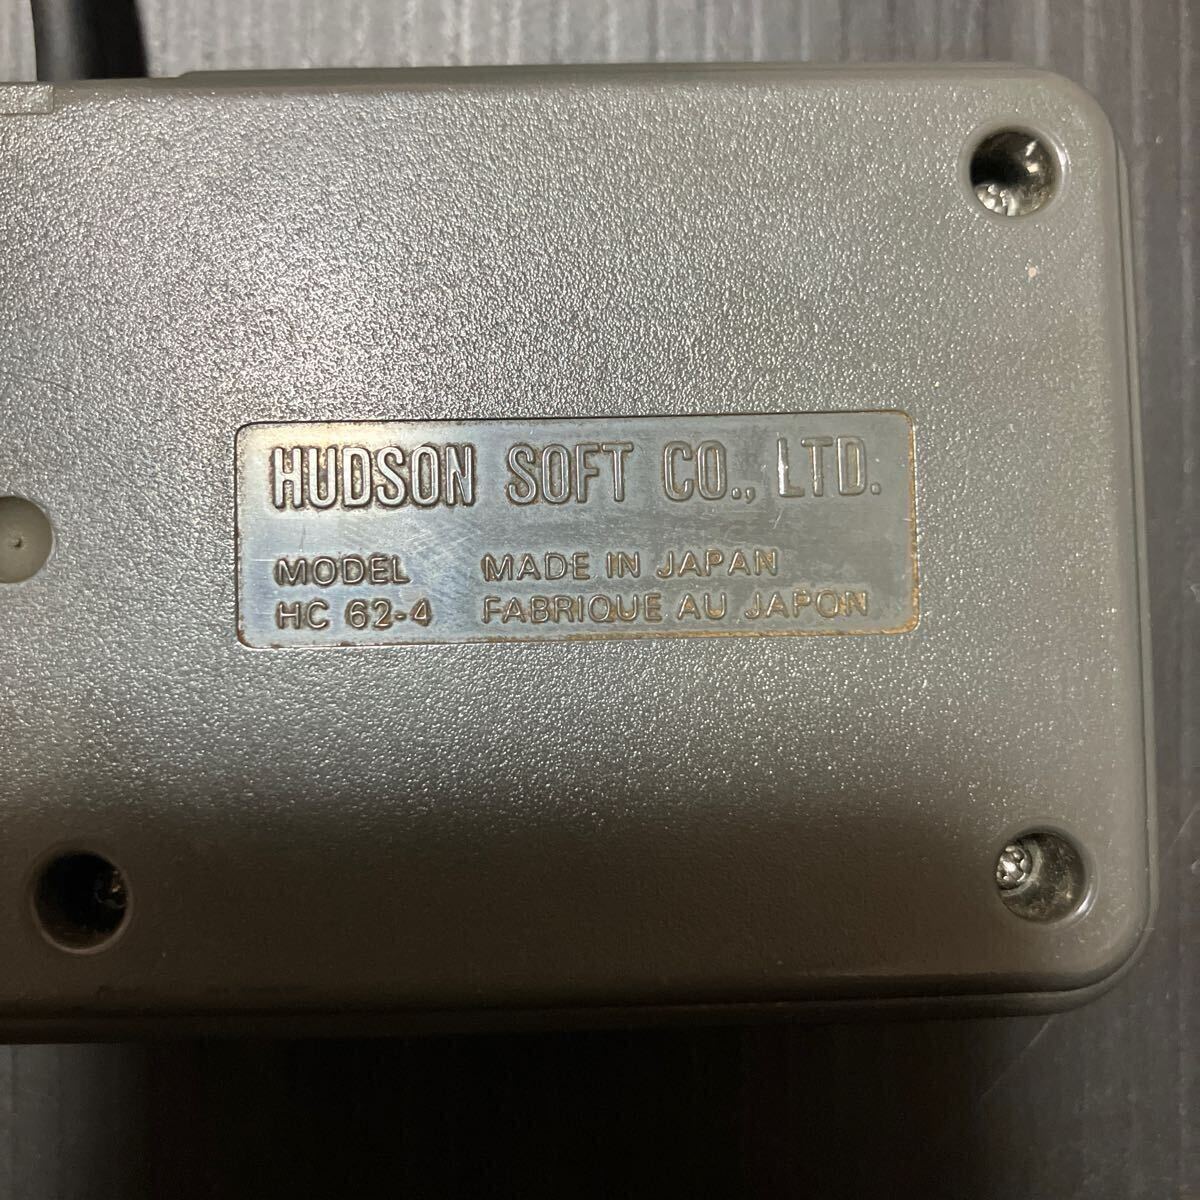 HUDSON SOFT CO., LTD.
MODEL MADE IN JAPAN
HC 62-4 FABRIQUE AU JAPON